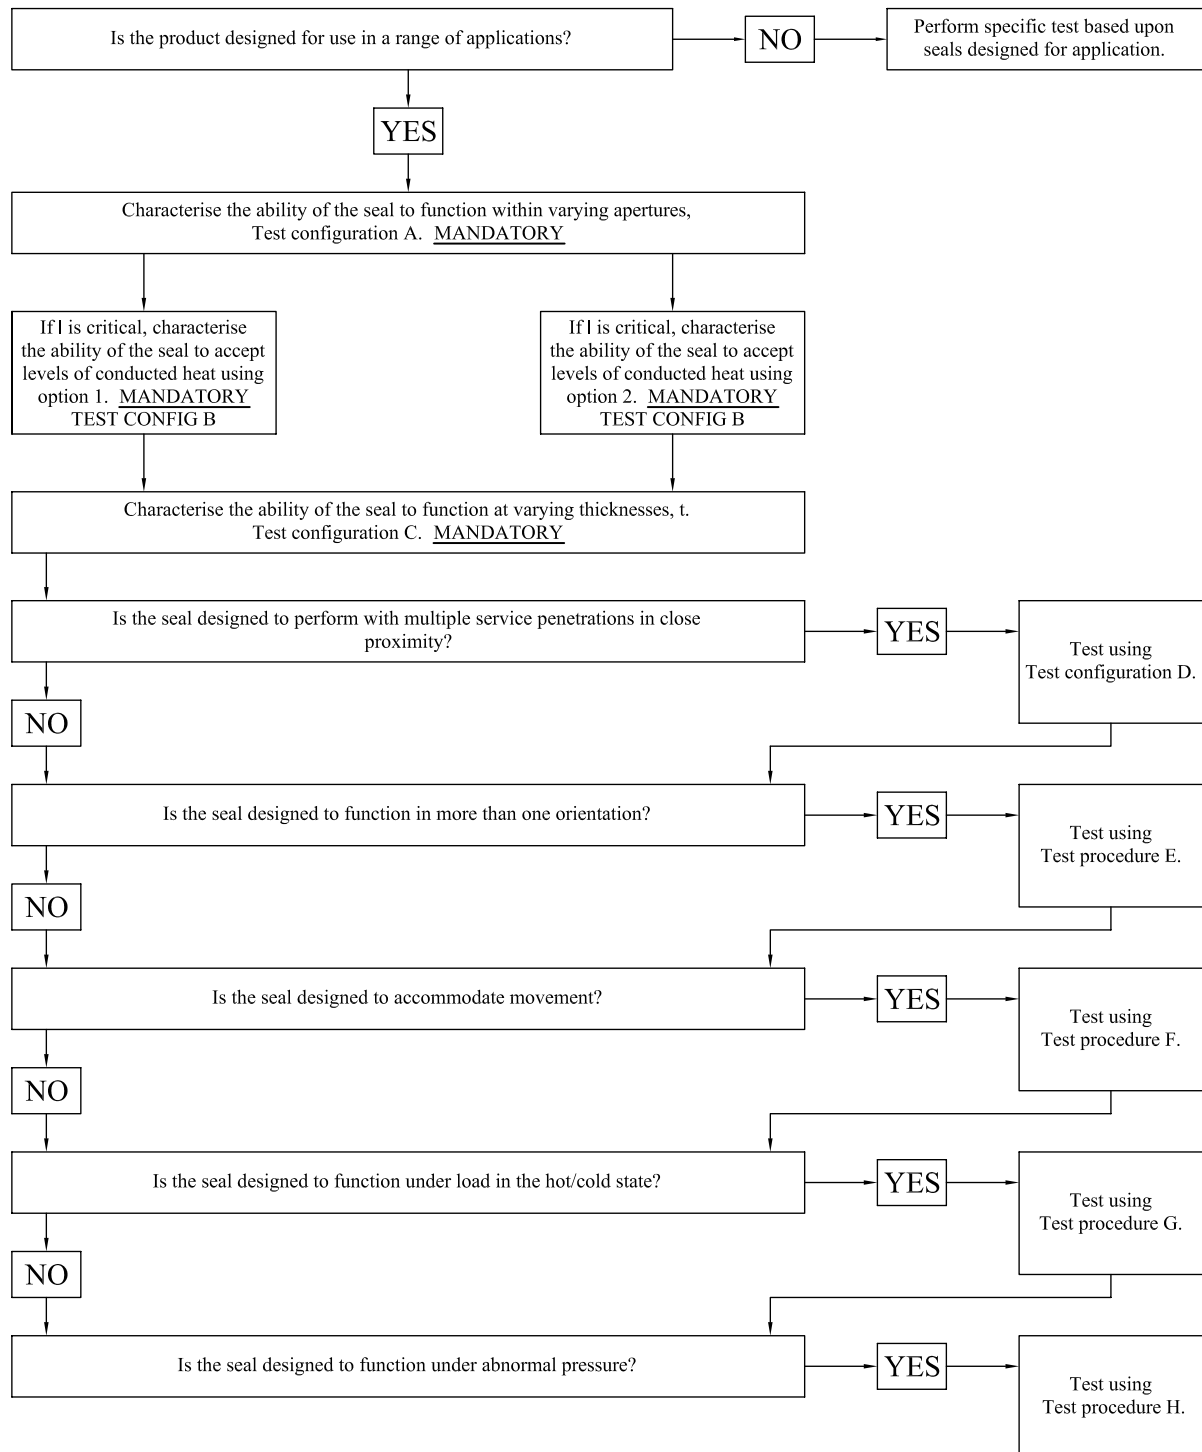 Is the product designed for use in a range of applications?
NO
Perform specific test based upon
seals designed for application.
YES
Characterise the ability of the seal to function within varying apertures,
Test configuration A. MANDATORY
If l is critical, characterise
the ability of the seal to accept
levels of conducted heat using
option 1. MANDATORY
TEST CONFIG B
If l is critical, characterise
the ability of the seal to accept
levels of conducted heat using
option 2. MANDATORY
TEST CONFIG B
Characterise the ability of the seal to function at varying thicknesses, t.
Test configuration C. MANDATORY
Is the seal designed to perform with multiple service penetrations in close
proximity?
YES
Test using
Test configuration D.
NO
Is the seal designed to function in more than one orientation?
YES
Test using
Test procedure E.
NO
Is the seal designed to accommodate movement?
YES
Test using
Test procedure F.
NO
Is the seal designed to function under load in the hot/cold state?
YES
Test using
Test procedure G.
NO
Is the seal designed to function under abnormal pressure?
YES
Test using
Test procedure H.